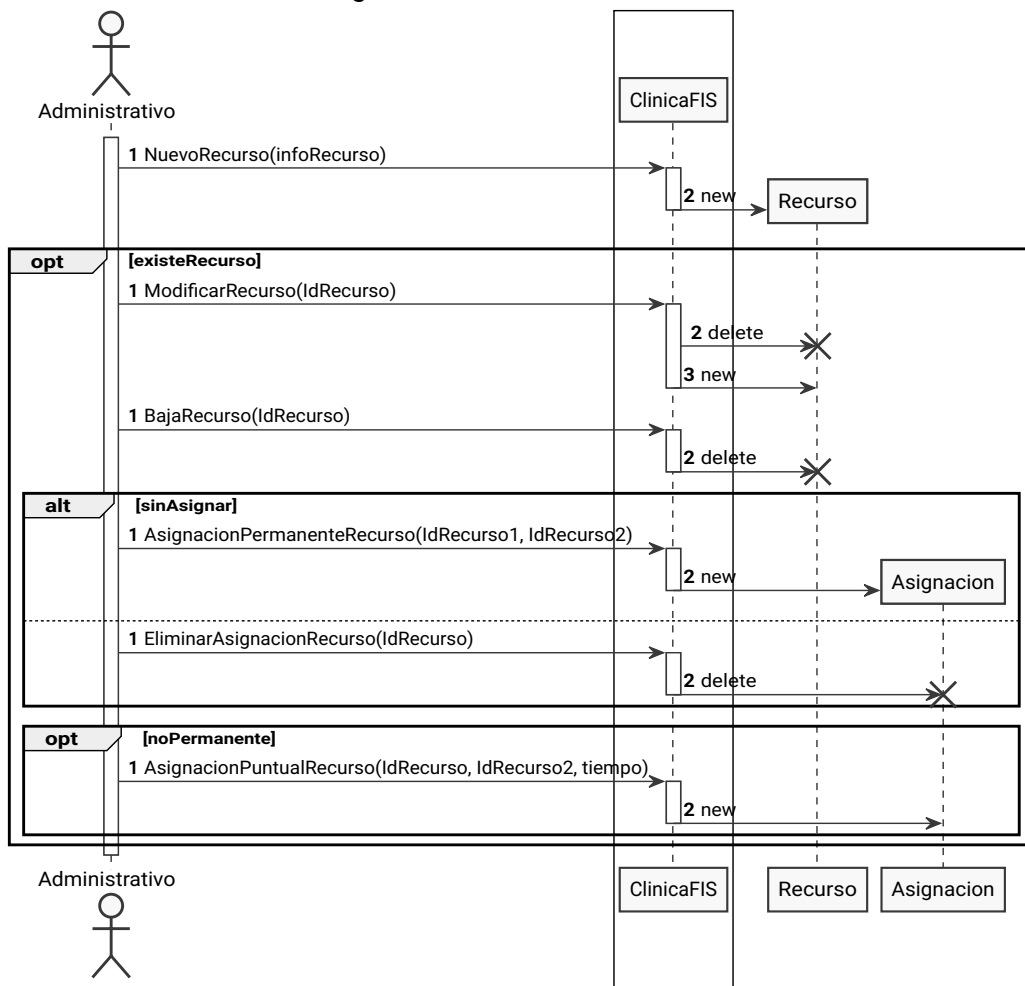 Administrativo
ClinicaFIS
1 NuevoRecurso(infoRecurso)
2 new
Recurso
opt
[existeRecurso]
1 ModificarRecurso(IdRecurso)
2 delete
3 new
1 BajaRecurso(IdRecurso)
2 delete
alt
[sinAsignar]
1 AsignacionPermanenteRecurso(IdRecurso1, IdRecurso2)
2 new
Asignacion
1 EliminarAsignacionRecurso(IdRecurso)
2 delete
opt
[noPermanente]
1 AsignacionPuntualRecurso(IdRecurso, IdRecurso2, tiempo)
2 new
Administrativo
ClinicaFIS
Recurso
Asignacion